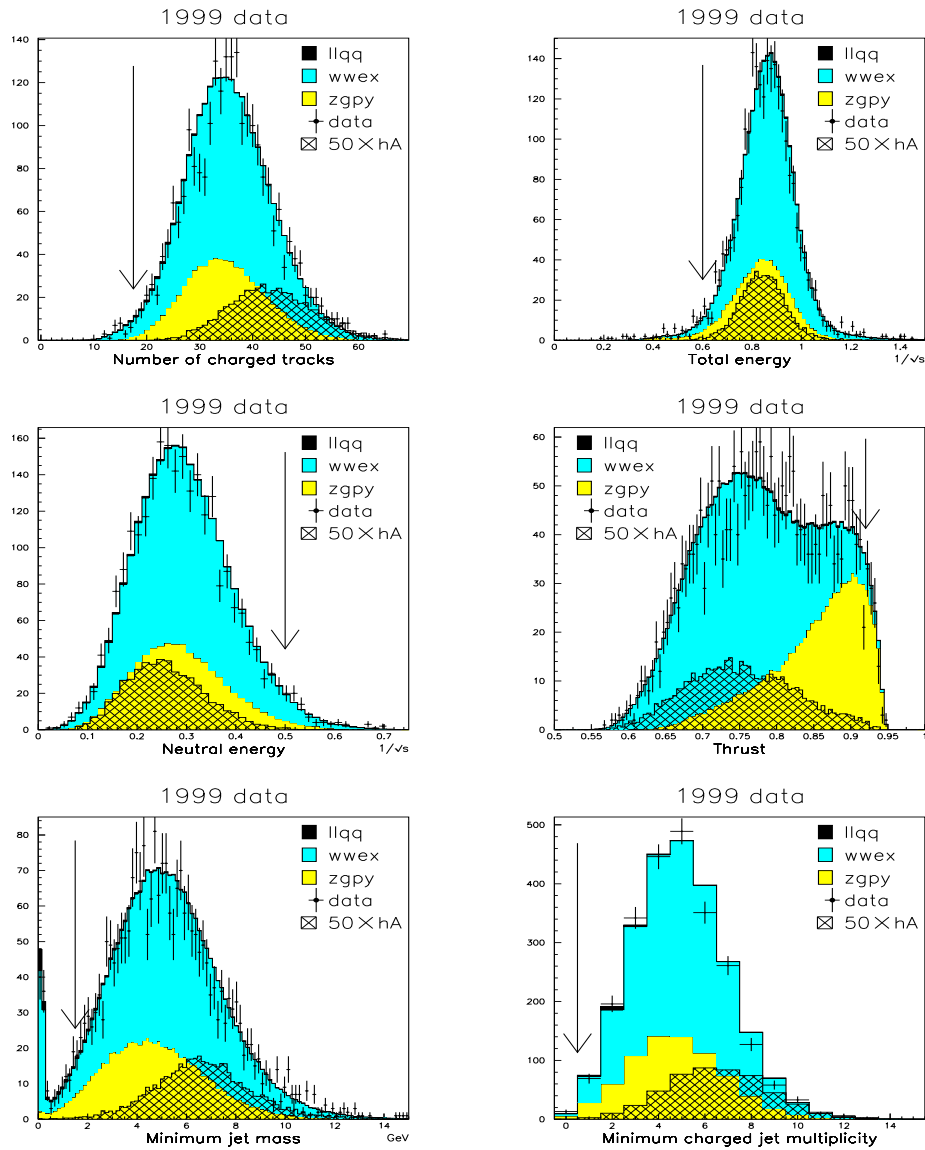 1999 data
140
120
100
80
60
40
20
0
0 10 20 30 40 50 60
Number of charged tracks
llqq
wwex
zgpy
data
50×hA
1999 data
140
120
100
80
60
40
20
0
0 0.2 0.4 0.6 0.8 1 1.2 1.4
Total energy
1/√s
llqq
wwex
zgpy
data
50×hA
1999 data
160
140
120
100
80
60
40
20
0
0 0.1 0.2 0.3 0.4 0.5 0.6 0.7
Neutral energy
1/√s
llqq
wwex
zgpy
data
50×hA
1999 data
60
50
40
30
20
10
0
0.5 0.55 0.6 0.65 0.7 0.75 0.8 0.85 0.9 0.95 1
Thrust
llqq
wwex
zgpy
data
50×hA
1999 data
80
70
60
50
40
30
20
10
0
0 2 4 6 8 10 12 14
Minimum jet mass
GeV
llqq
wwex
zgpy
data
50×hA
1999 data
500
400
300
200
100
0
0 2 4 6 8 10 12 14
Minimum charged jet multiplicity
llqq
wwex
zgpy
data
50×hA